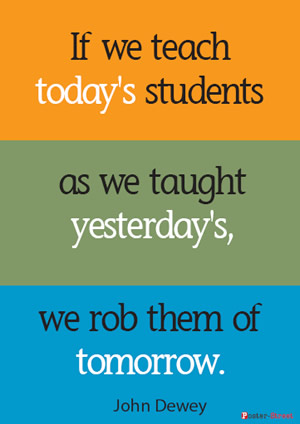 If we teach
today's students
as we taught
yesterday's,
we rob them of
tomorrow.
John Dewey